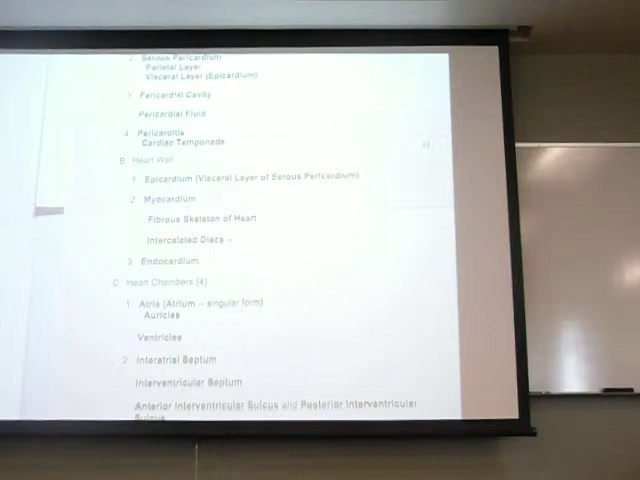 2. Serous Pericardium
Parietal Layer
Visceral Layer (Epicardium)
3. Pericardial Cavity
Pericardial Fluid
4. Pericarditis
Cardiac Temponade
B. Heart Wall
1. Epicardium (Visceral Layer of Serous Pericardium)
2. Myocardium
Fibrous Skeleton of Heart
Intercalated Discs –
3. Endocardium
C. Heart Chambers (4)
1. Atria (Atrium – singular form)
Auricles
Ventricles
2. Interatrial Septum
Interventricular Septum
Anterior Interventricular Sulcus and Posterior Interventricular
Sulcus